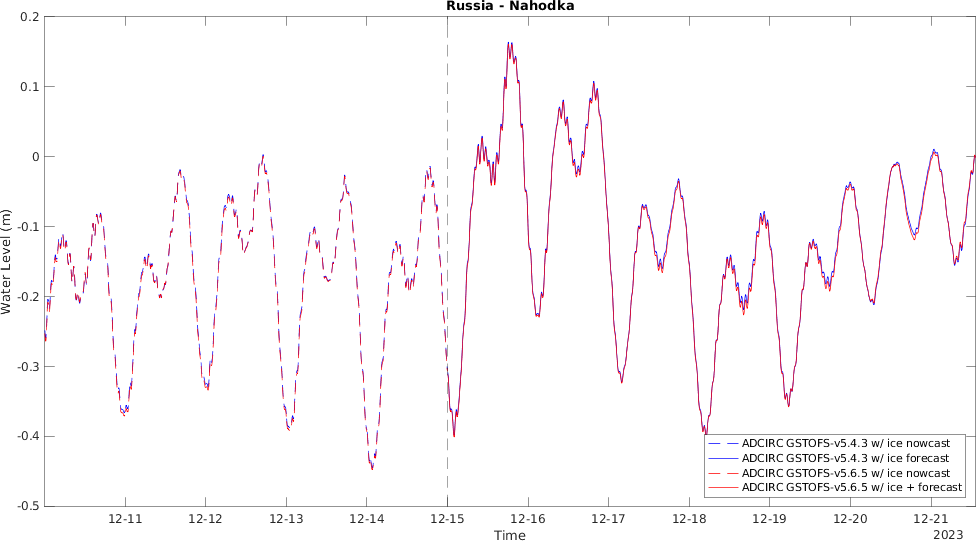 Russia - Nahodka
0.2
0.1
0
-0.1
-0.2
-0.3
-0.4
-0.5
Water Level (m)
12-11 12-12 12-13 12-14 12-15 12-16 12-17 12-18 12-19 12-20 12-21
2023
Time
ADCIRC GSTOFS-v5.4.3 w/ ice nowcast
ADCIRC GSTOFS-v5.4.3 w/ ice forecast
ADCIRC GSTOFS-v5.6.5 w/ ice nowcast
ADCIRC GSTOFS-v5.6.5 w/ ice + forecast